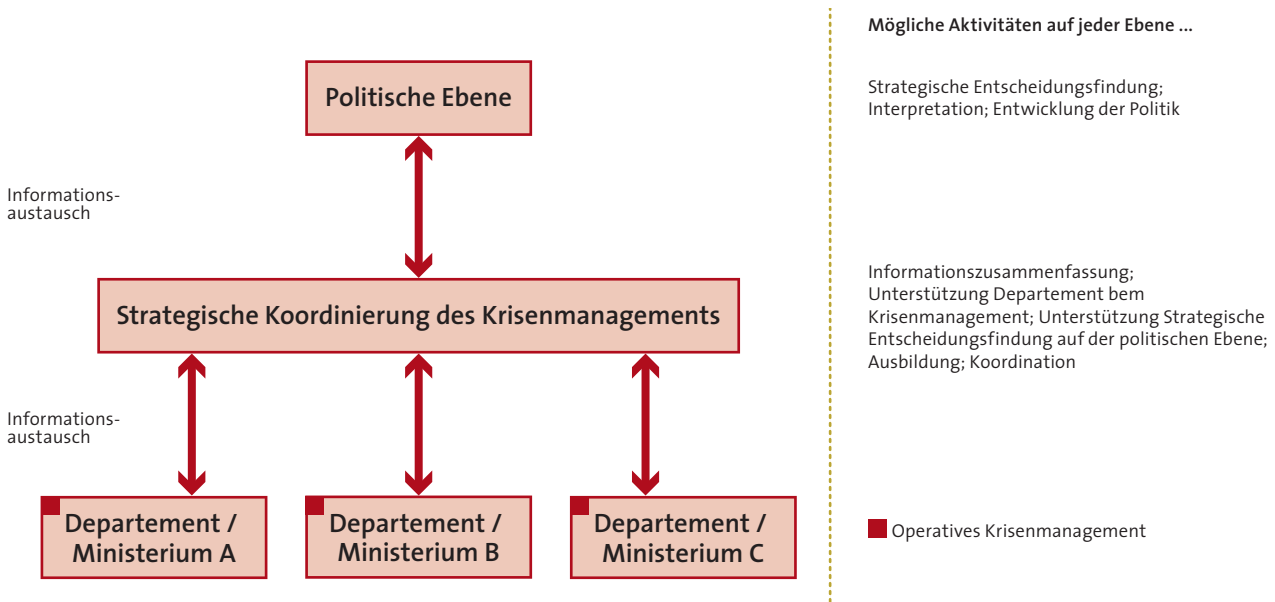 Mögliche Aktivitäten auf jeder Ebene ...
Politische Ebene
Strategische Entscheidungsfindung;
Interpretation; Entwicklung der Politik
Informations-
austausch
Strategische Koordinierung des Krisenmanagements
Informationszusammenfassung;
Unterstützung Departement bem
Krisenmanagement; Unterstützung Strategische
Entscheidungsfindung auf der politischen Ebene;
Ausbildung; Koordination
Informations-
austausch
Departement /
Ministerium A
Departement /
Ministerium B
Departement /
Ministerium C
Operatives Krisenmanagement